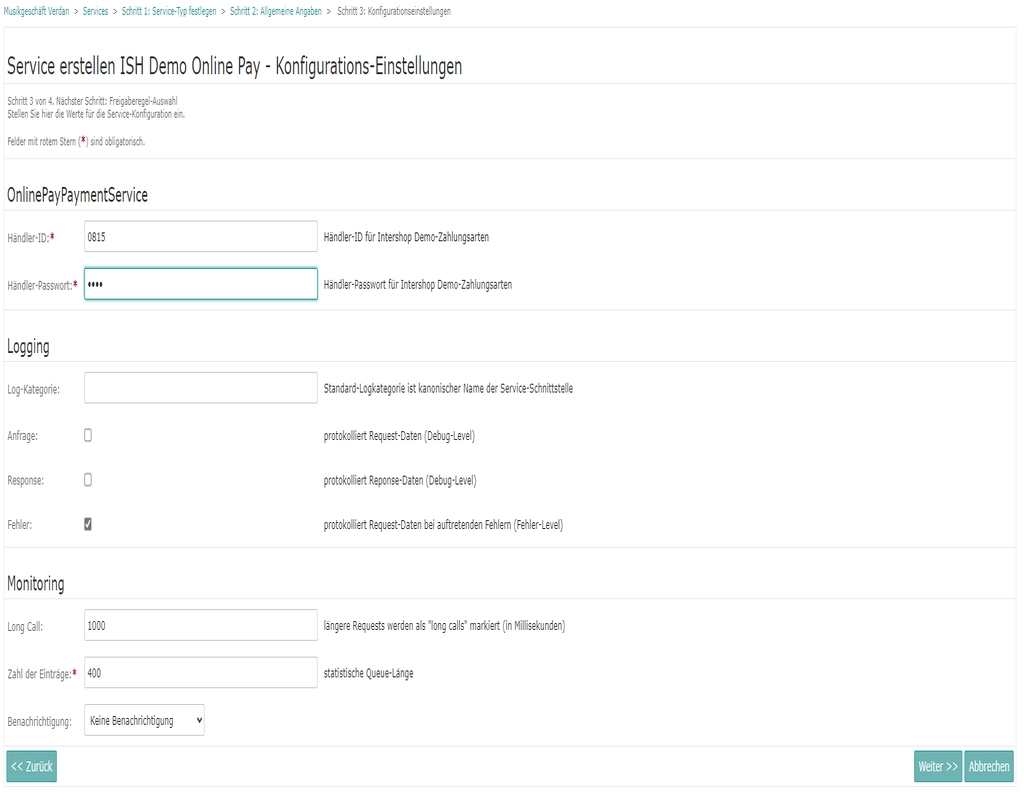 Musikgeschäft Verdan > Services > Schritt 1: Service-Typ festlegen > Schritt 2: Allgemeine Angaben > Schritt 3: Konfigurationseinstellungen
Service erstellen ISH Demo Online Pay - Konfigurations-Einstellungen
Schritt 3 von 4. Nächster Schritt: Freigaberegel-Auswahl
Stellen Sie hier die Werte für die Service-Konfiguration ein.
Felder mit rotem Stern (*) sind obligatorisch.
OnlinePayPaymentService
Händler-ID:* 0815 Händler-ID für Intershop Demo-Zahlungsarten
Händler-Passwort:* •••• Händler-Passwort für Intershop Demo-Zahlungsarten
Logging
Log-Kategorie: Standard-Logkategorie ist kanonischer Name der Service-Schnittstelle
Anfrage: protokolliert Request-Daten (Debug-Level)
Response: protokolliert Reponse-Daten (Debug-Level)
Fehler: protokolliert Request-Daten bei auftretenden Fehlern (Fehler-Level)
Monitoring
Long Call: 1000 längere Requests werden als "long calls" markiert (in Millisekunden)
Zahl der Einträge:* 400 statistische Queue-Länge
Benachrichtigung: Keine Benachrichtigung
<< Zurück Weiter >> Abbrechen